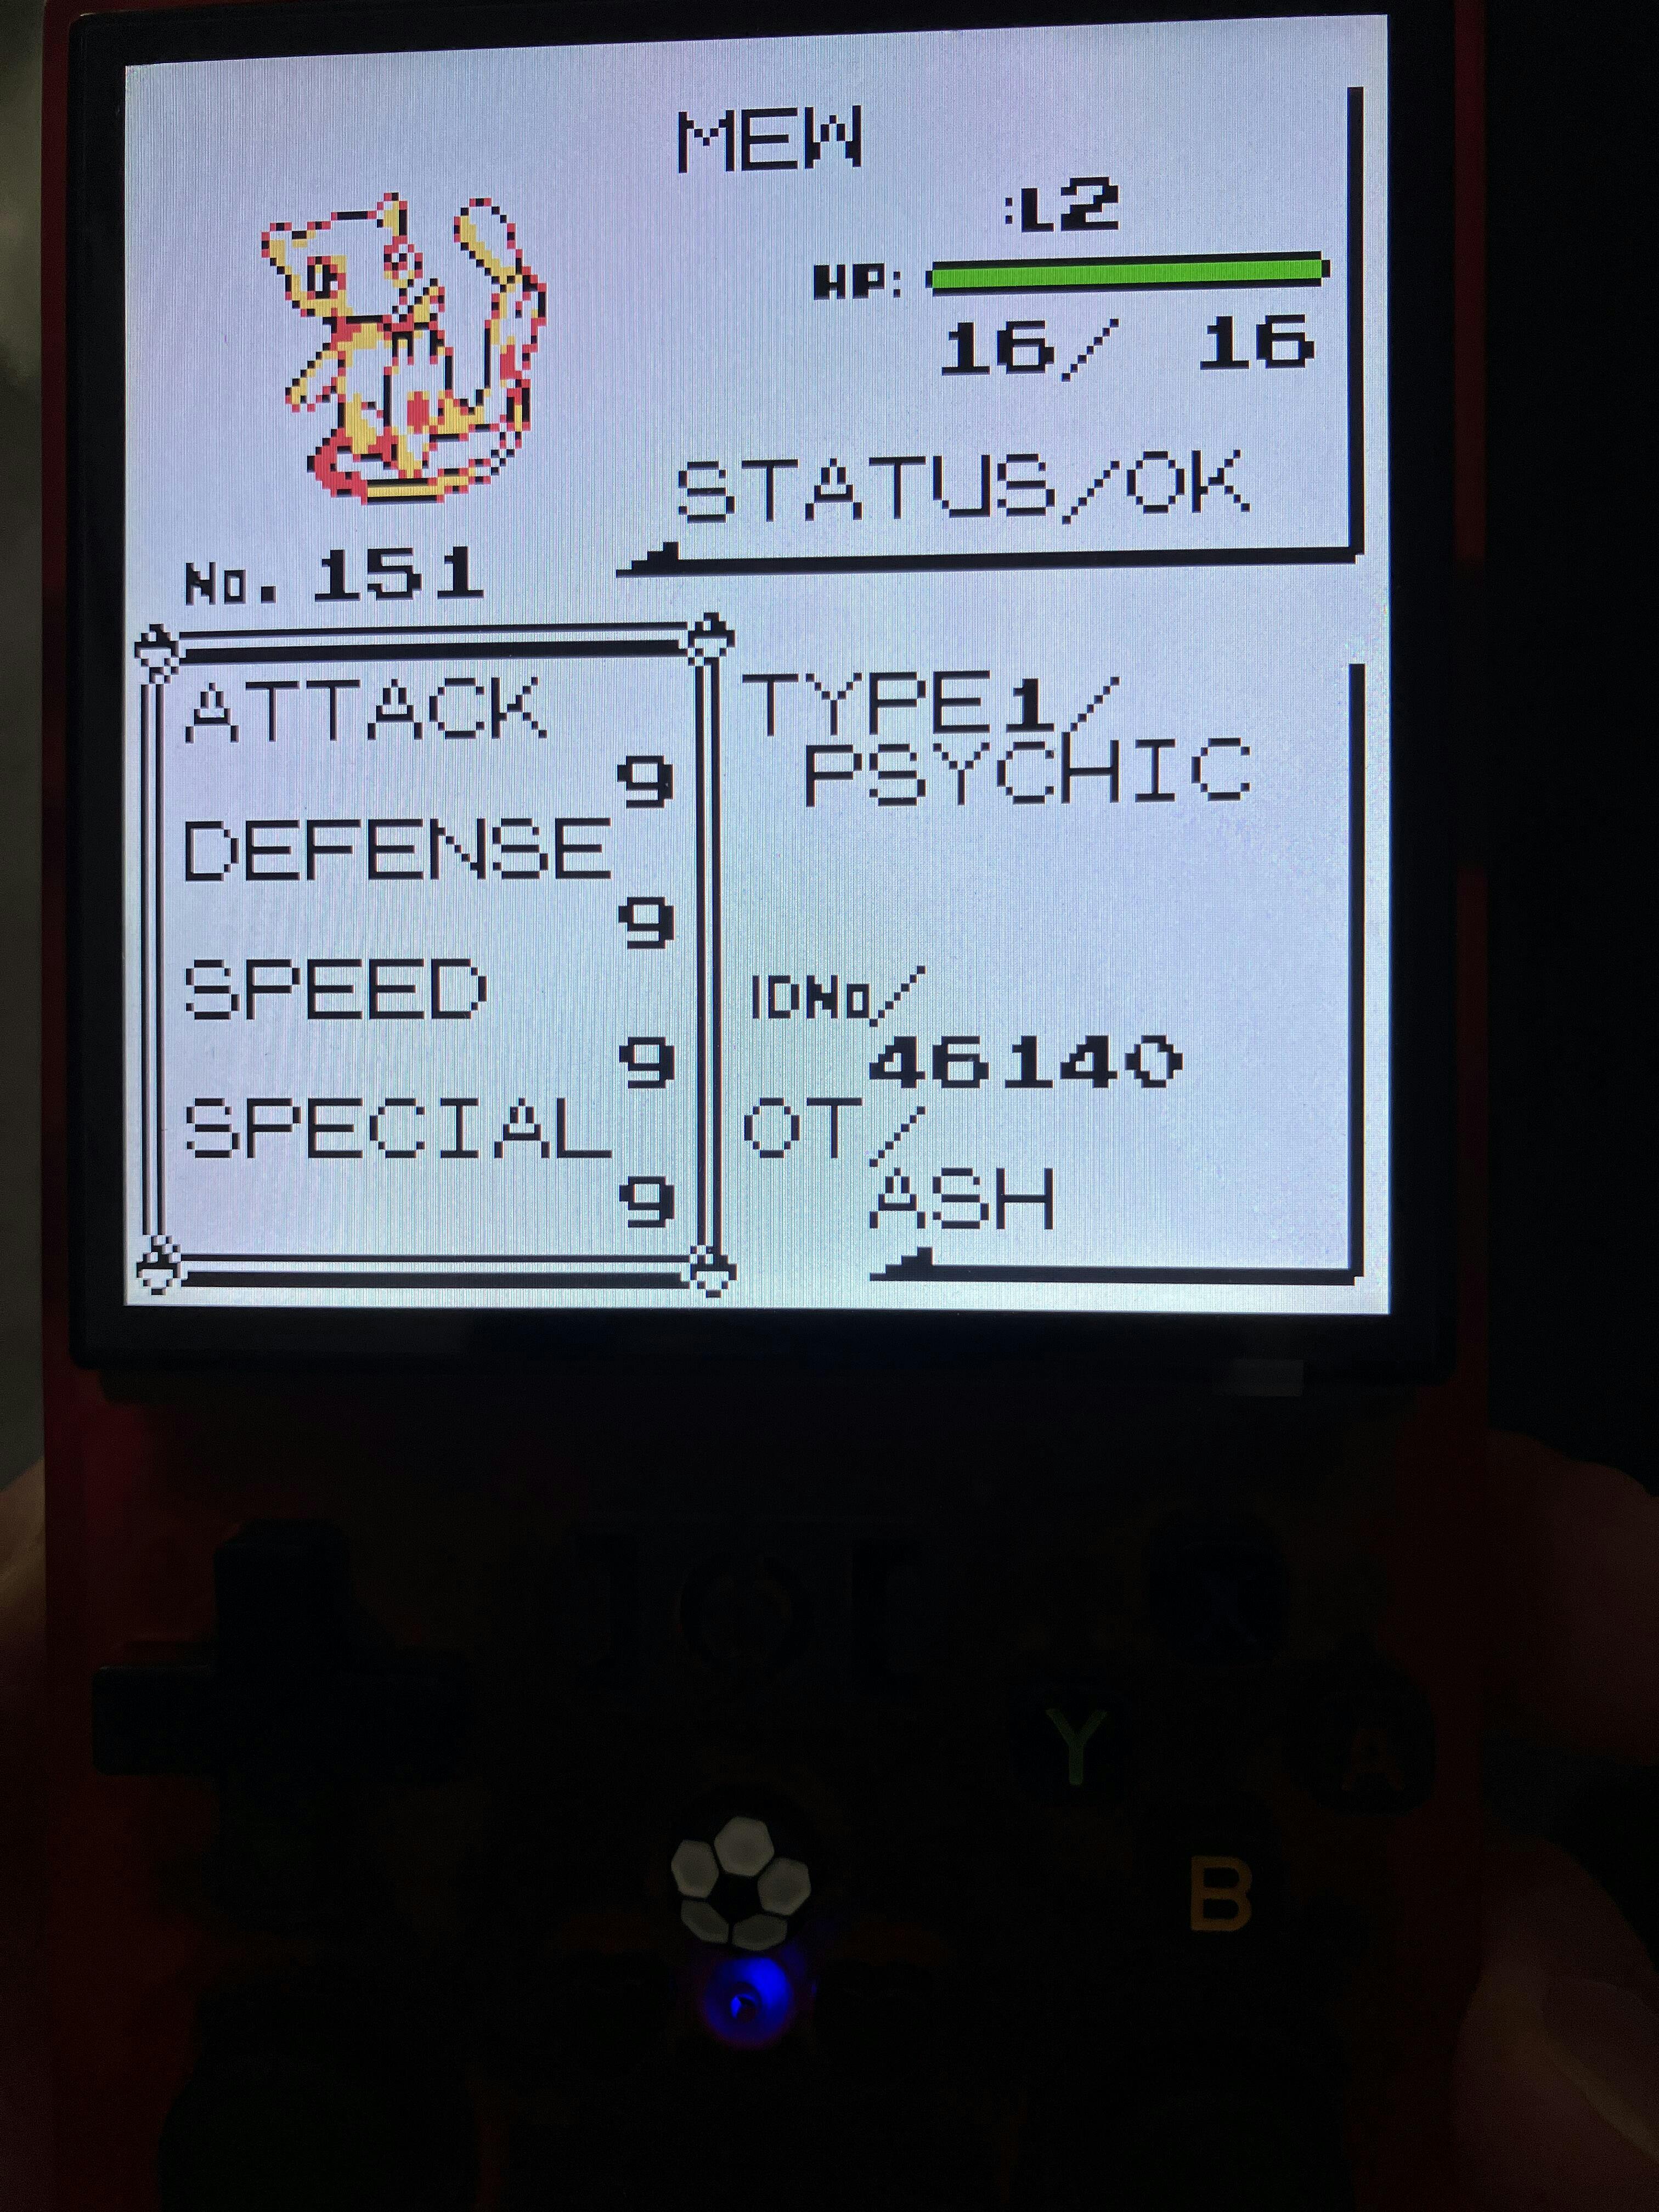 MEW
:L2
HP:
16/ 16
STATUS/OK
No. 151
ATTACK
9
DEFENSE
9
SPEED
9
SPECIAL
9
TYPE1/
PSYCHIC
IDNo/
46140
OT/
ASH
Y
A
B